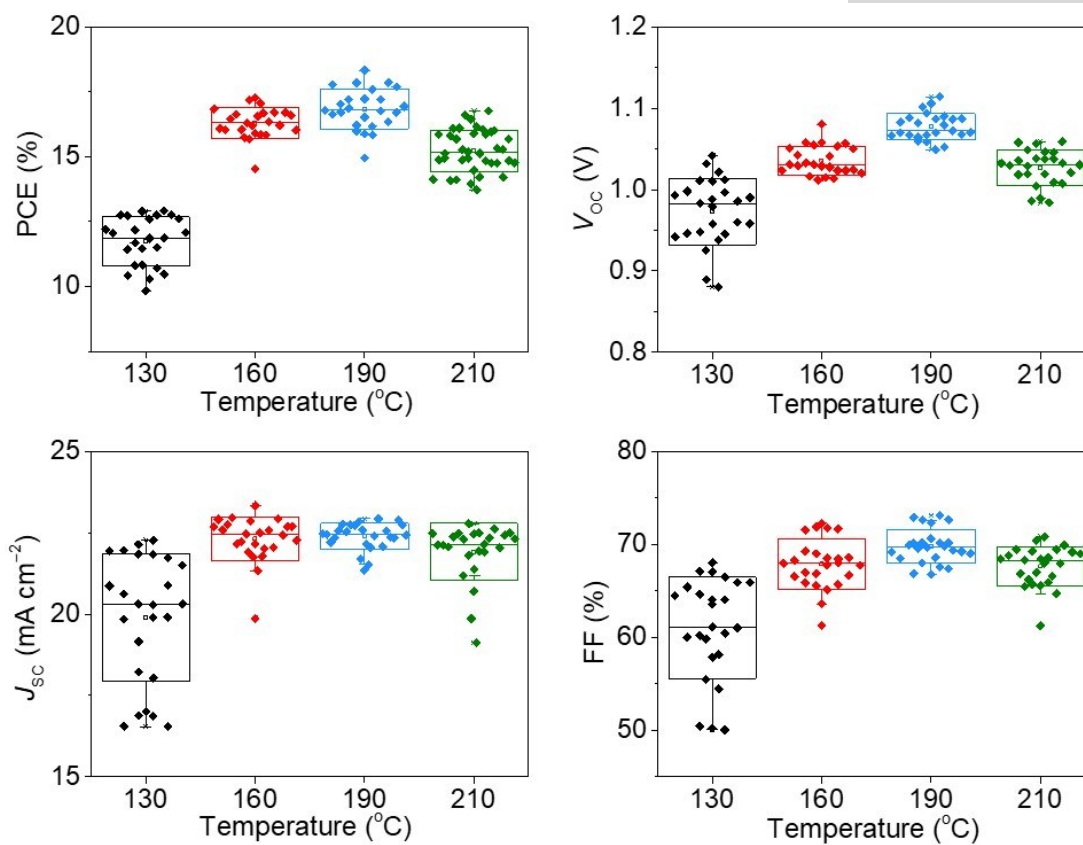 PCE (%)
20
15
10
130 160 190 210
Temperature (°C)
V_OC (V)
1.2
1.1
1.0
0.9
0.8
130 160 190 210
Temperature (°C)
J_SC (mA cm⁻²)
25
20
15
130 160 190 210
Temperature (°C)
FF (%)
80
70
60
50
130 160 190 210
Temperature (°C)